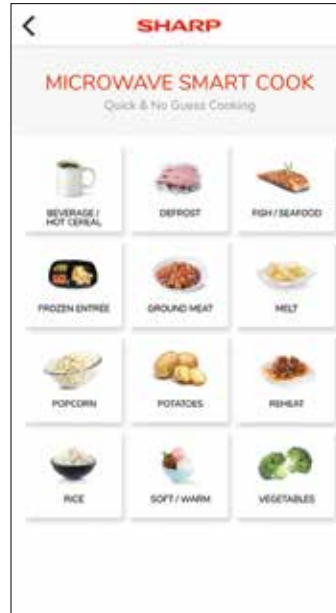 SHARP
MICROWAVE SMART COOK
Quick & No Guess Cooking
BEVERAGE /
HOT CEREAL
DEFROST
FISH / SEAFOOD
FROZEN ENTRÉE
GROUND MEAT
MELT
POPCORN
POTATOES
REHEAT
RICE
SOFT / WARM
VEGETABLES